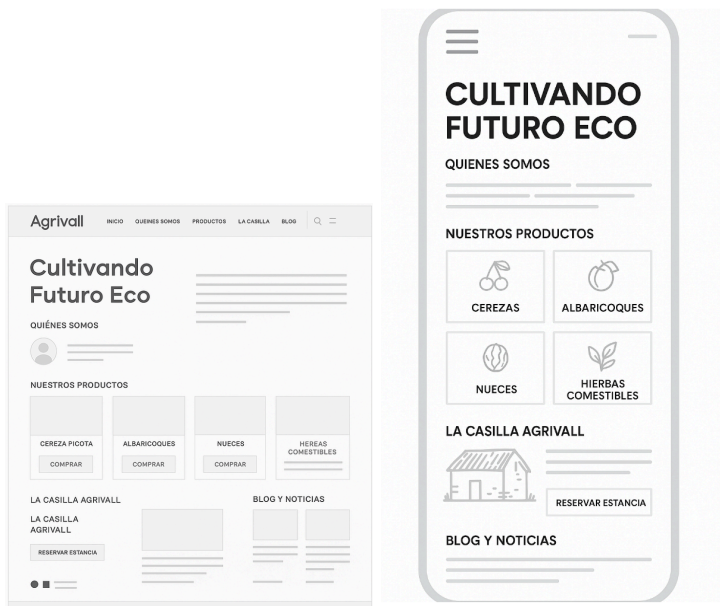 Agrivall
INICIO QUEINES SOMOS PRODUCTOS LA CASILLA BLOG
Cultivando
Futuro Eco
QUIÉNES SOMOS
NUESTROS PRODUCTOS
CEREZA PICOTA ALBARICOQUES NUECES HEREAS
COMESTIBLES
COMPRAR COMPRAR COMPRAR
LA CASILLA AGRIVALL
LA CASILLA
AGRIVALL
RESERVAR ESTANCIA
BLOG Y NOTICIAS
CULTIVANDO
FUTURO ECO
QUIENES SOMOS
NUESTROS PRODUCTOS
CEREZAS ALBARICOQUES
NUECES HIERBAS
COMESTIBLES
LA CASILLA AGRIVALL
RESERVAR ESTANCIA
BLOG Y NOTICIAS